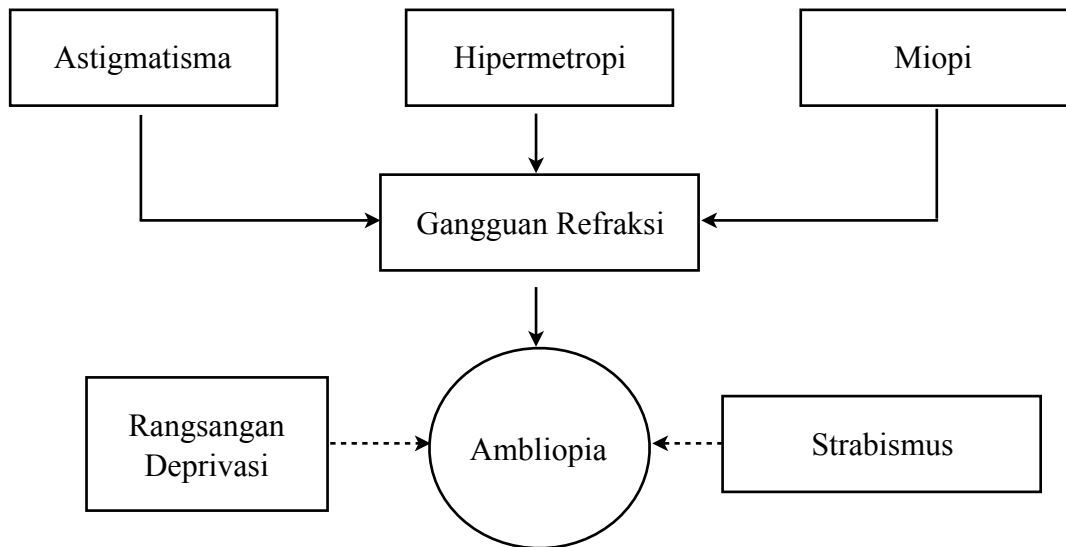 Astigmatisma
Hipermetropi
Miopi
Gangguan Refraksi
Rangsangan
Deprivasi
Ambliopia
Strabismus